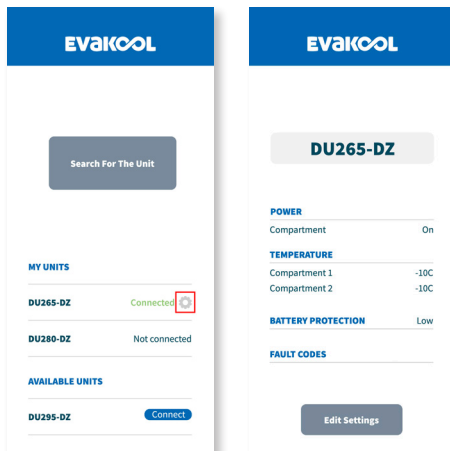 EVAKOOL
Search For The Unit
MY UNITS
DU265-DZ Connected
DU280-DZ Not connected
AVAILABLE UNITS
DU295-DZ Connect
EVAKOOL
DU265-DZ
POWER
Compartment On
TEMPERATURE
Compartment 1 -10C
Compartment 2 -10C
BATTERY PROTECTION Low
FAULT CODES
Edit Settings